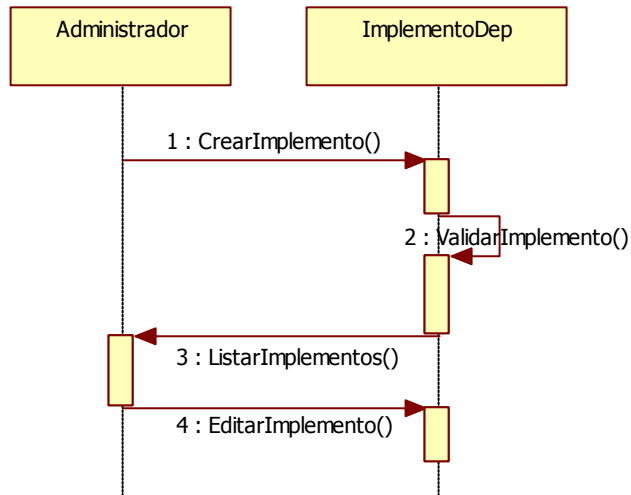 Administrador
ImplementoDep
1 : CrearImplemento()
2 : ValidarImplemento()
3 : ListarImplementos()
4 : EditarImplemento()